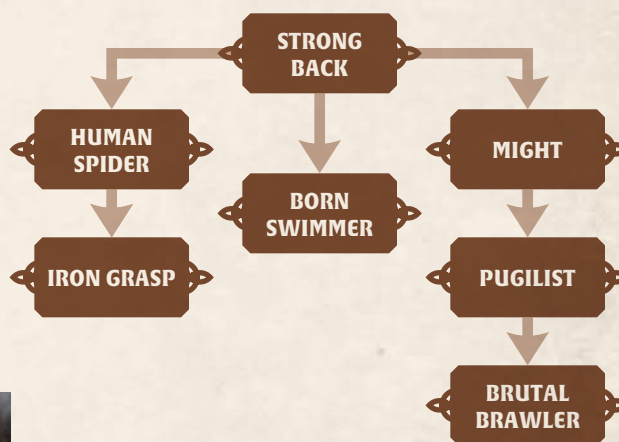 STRONG
BACK
HUMAN
SPIDER
MIGHT
BORN
SWIMMER
IRON GRASP
PUGILIST
BRUTAL
BRAWLER